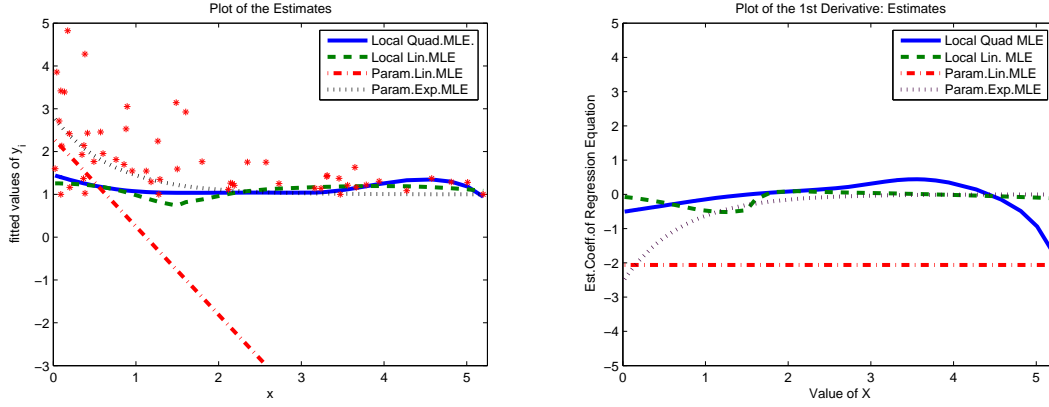 Plot of the Estimates
5
4
3
2
1
0
−1
−2
−3
0
1
2
3
4
5
x
fitted values of y_i
Local Quad.MLE.
Local Lin.MLE
Param.Lin.MLE
Param.Exp.MLE
Plot of the 1st Derivative: Estimates
5
4
3
2
1
0
−1
−2
−3
−4
−5
0
1
2
3
4
5
Value of X
Est.Coeff.of Regression Equation
Local Quad MLE
Local Lin. MLE
Param.Lin.MLE
Param.Exp.MLE